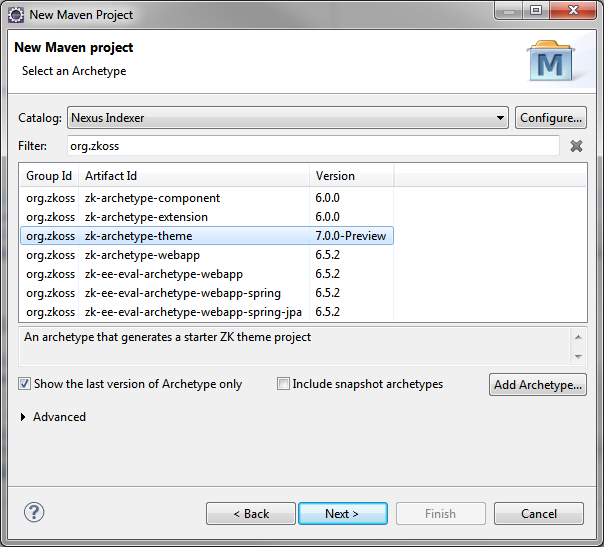 New Maven Project
New Maven project
Select an Archetype
M
Catalog: Nexus Indexer Configure...
Filter: org.zkoss
Group Id Artifact Id Version
org.zkoss zk-archetype-component 6.0.0
org.zkoss zk-archetype-extension 6.0.0
org.zkoss zk-archetype-theme 7.0.0-Preview
org.zkoss zk-archetype-webapp 6.5.2
org.zkoss zk-ee-eval-archetype-webapp 6.5.2
org.zkoss zk-ee-eval-archetype-webapp-spring 6.5.2
org.zkoss zk-ee-eval-archetype-webapp-spring-jpa 6.5.2
An archetype that generates a starter ZK theme project
Show the last version of Archetype only Include snapshot archetypes Add Archetype...
Advanced
? < Back Next > Finish Cancel